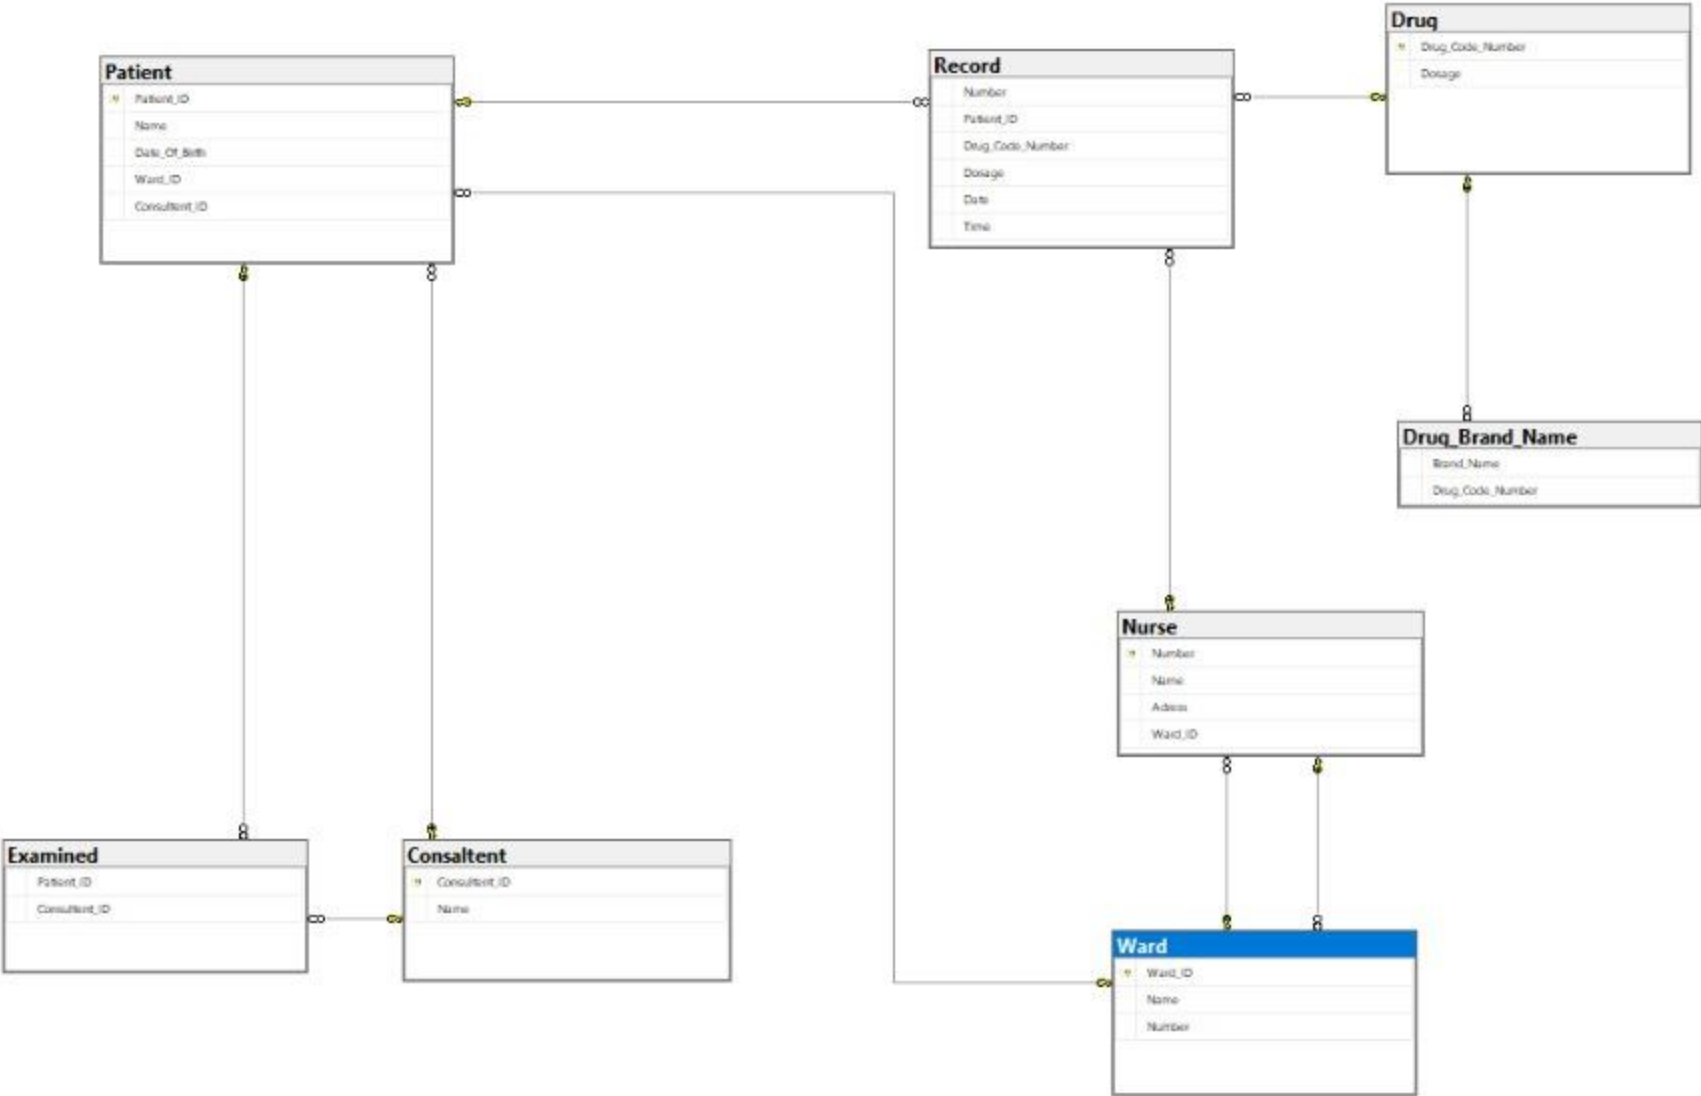 Patient
Patient_ID
Name
Date_Of_Birth
Ward_ID
Consultent_ID
Record
Number
Patient_ID
Drug_Code_Number
Dosage
Date
Time
Drug
Drug_Code_Number
Dosage
Drug_Brand_Name
Brand_Name
Drug_Code_Number
Nurse
Number
Name
Adress
Ward_ID
Examined
Patient_ID
Consultent_ID
Consaltent
Consultent_ID
Name
Ward
Ward_ID
Name
Number